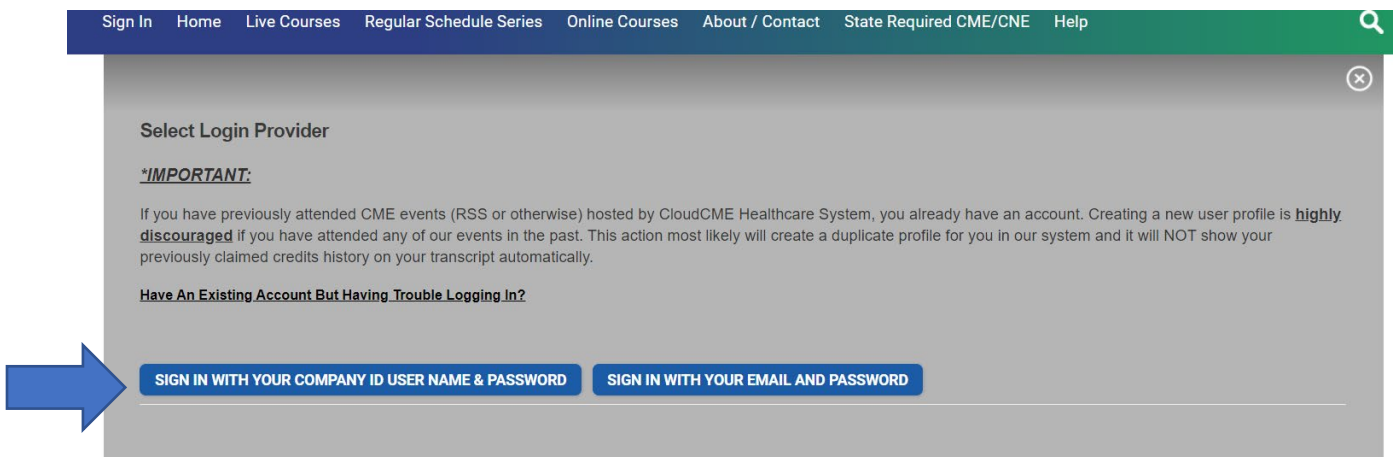 Sign In Home Live Courses Regular Schedule Series Online Courses About / Contact State Required CME/CNE Help
Select Login Provider
*IMPORTANT:
If you have previously attended CME events (RSS or otherwise) hosted by CloudCME Healthcare System, you already have an account. Creating a new user profile is highly
discouraged if you have attended any of our events in the past. This action most likely will create a duplicate profile for you in our system and it will NOT show your
previously claimed credits history on your transcript automatically.
Have An Existing Account But Having Trouble Logging In?
SIGN IN WITH YOUR COMPANY ID USER NAME & PASSWORD SIGN IN WITH YOUR EMAIL AND PASSWORD